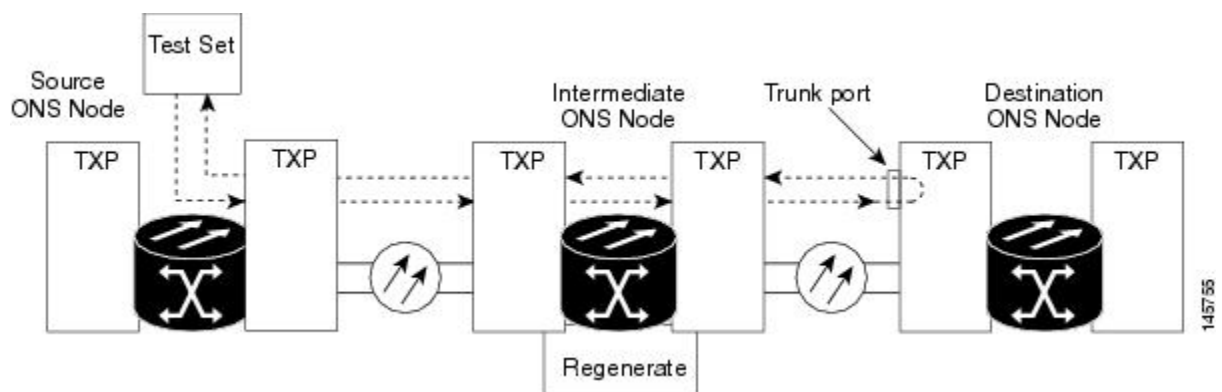 Test Set
Source
ONS Node
Intermediate
ONS Node
Trunk port
Destination
ONS Node
TXP
TXP
TXP
TXP
TXP
TXP
Regenerate
145755